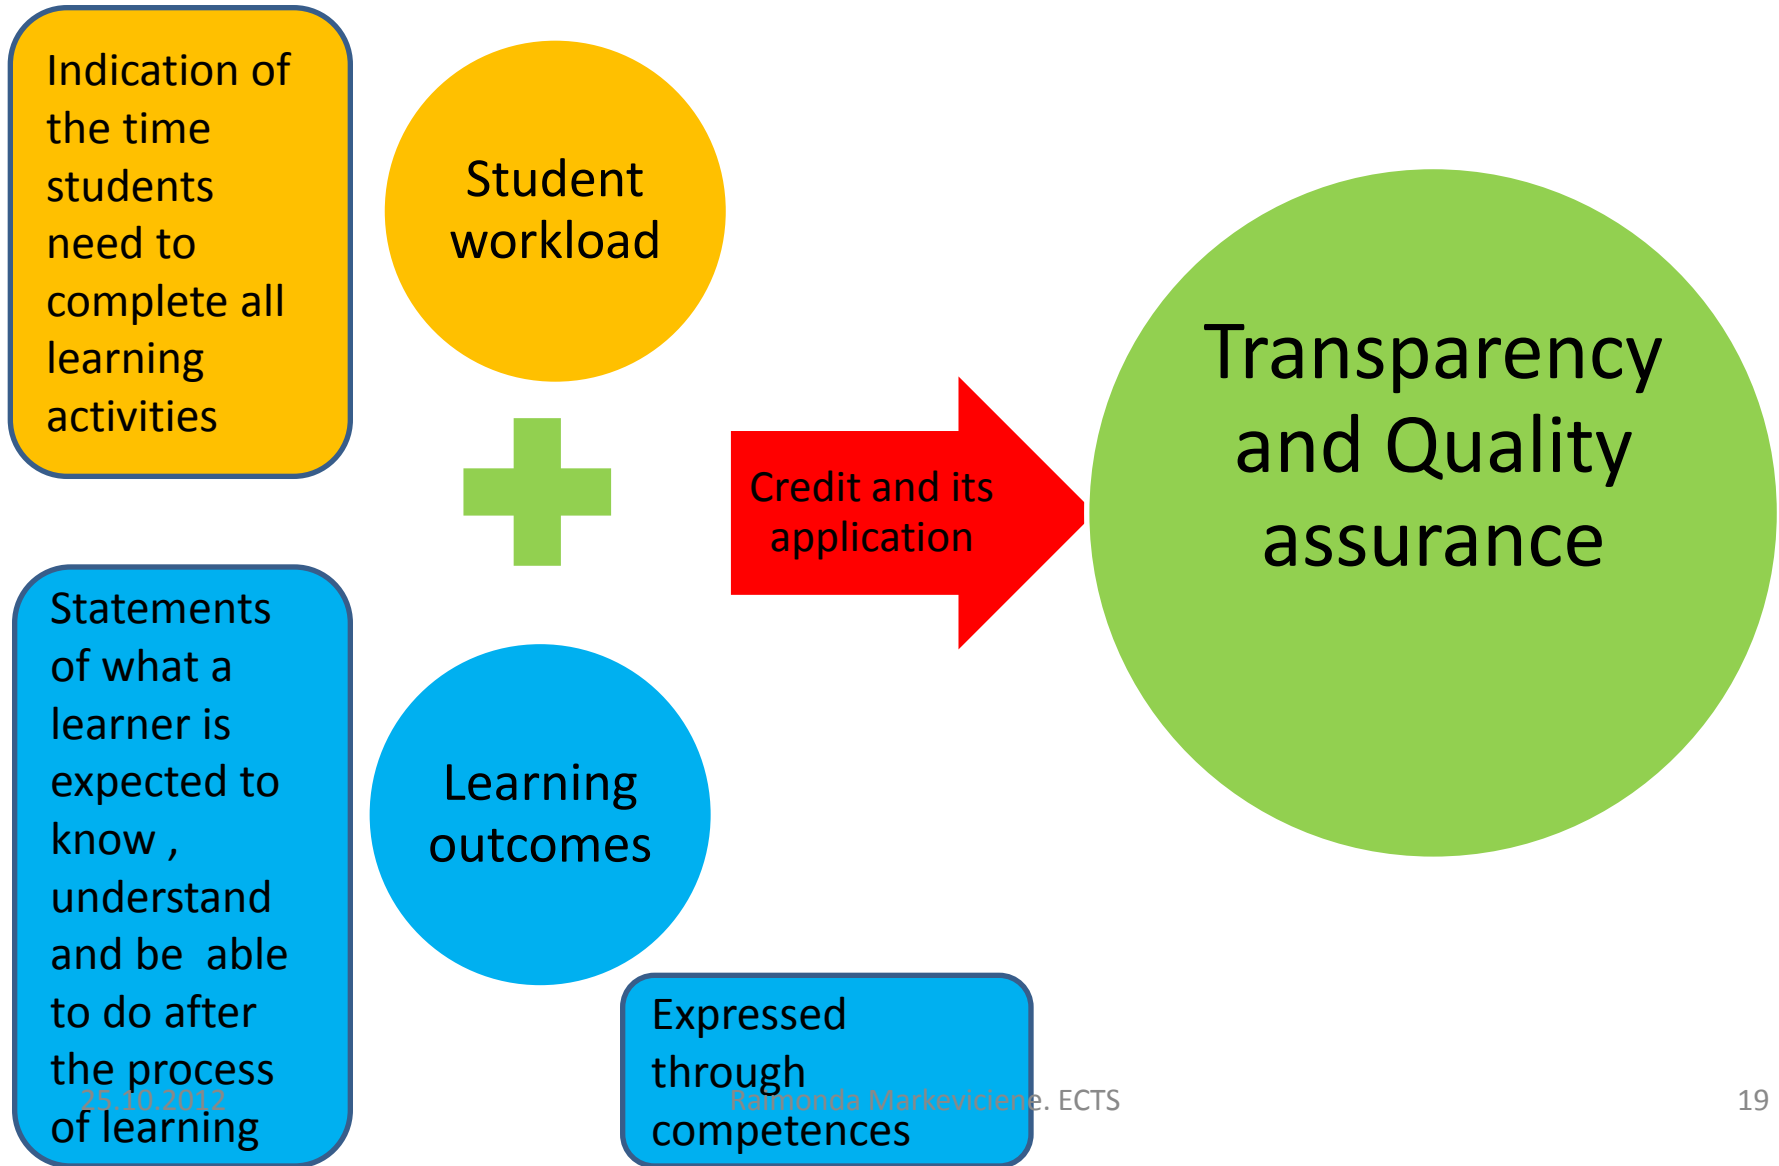 Indication of
the time
students
need to
complete all
learning
activities
Student
workload
Credit and its
application
Transparency
and Quality
assurance
Statements
of what a
learner is
expected to
know ,
understand
and be  able
to do after
the process
of learning
Learning
outcomes
Expressed
through
competences
25.10.2012
Raimonda Markeviciene. ECTS
19